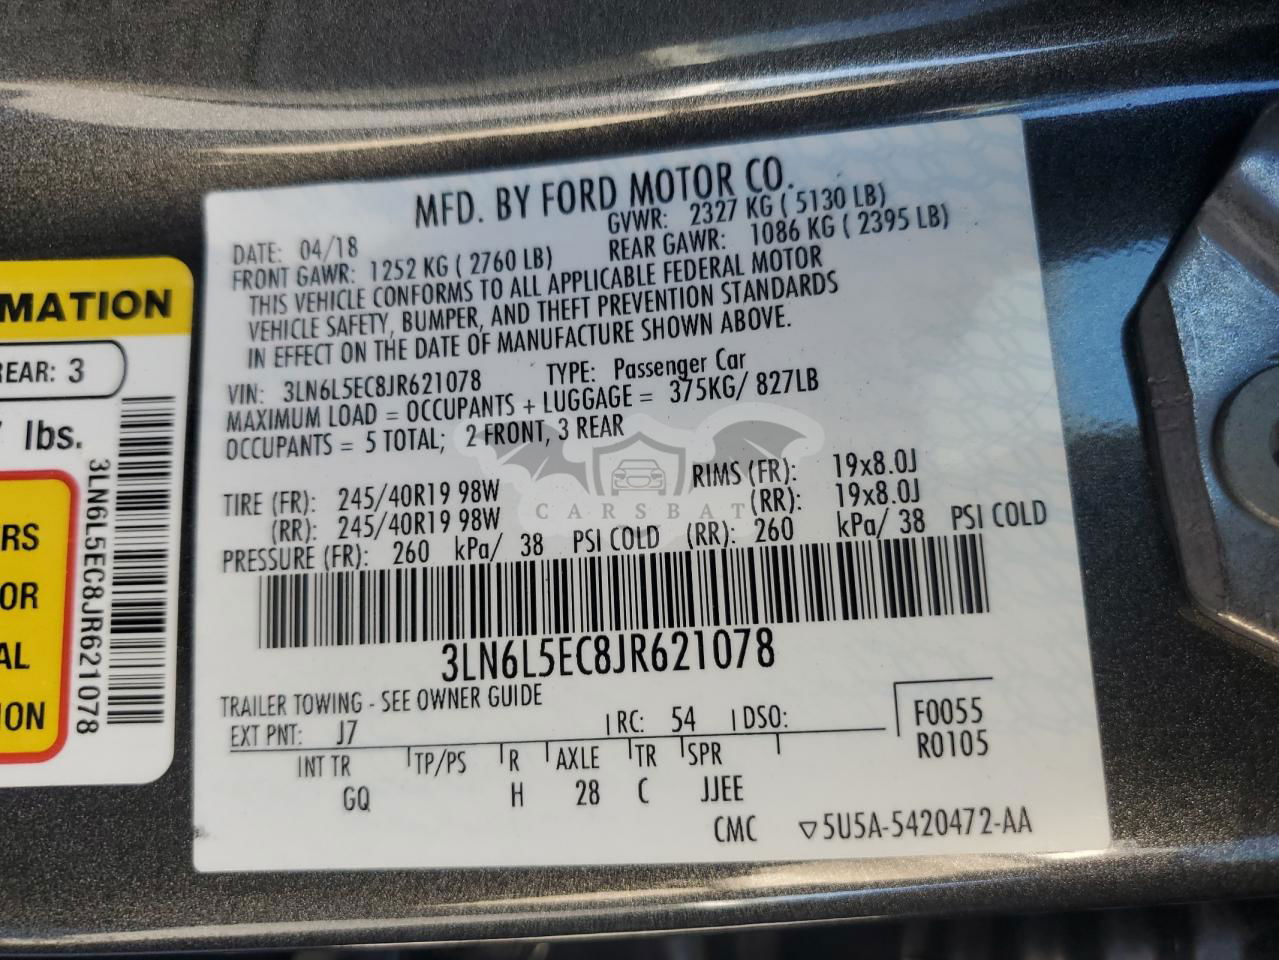 MFD. BY FORD MOTOR CO.
DATE: 04/18 GVWR: 2327 KG ( 5130 LB)
FRONT GAWR: 1252 KG ( 2760 LB) REAR GAWR: 1086 KG ( 2395 LB)
THIS VEHICLE CONFORMS TO ALL APPLICABLE FEDERAL MOTOR
VEHICLE SAFETY, BUMPER, AND THEFT PREVENTION STANDARDS
IN EFFECT ON THE DATE OF MANUFACTURE SHOWN ABOVE.
VIN: 3LN6L5EC8JR621078 TYPE: Passenger Car
MAXIMUM LOAD = OCCUPANTS + LUGGAGE = 375KG/ 827LB
OCCUPANTS = 5 TOTAL; 2 FRONT, 3 REAR
TIRE (FR): 245/40R19 98W RIMS (FR): 19x8.0J
(RR): 245/40R19 98W (RR): 19x8.0J
PRESSURE (FR): 260 kPa/ 38 PSI COLD (RR): 260 kPa/ 38 PSI COLD
3LN6L5EC8JR621078
TRAILER TOWING - SEE OWNER GUIDE
EXT PNT: J7 RC: 54 DSO: F0055
R0105
INT TR TP/PS R AXLE TR SPR
GQ H 28 C JJEE
CMC ▽5U5A-5420472-AA
CARSBAT
MATION
REAR: 3
lbs.
RS
OR
AL
ION
3LN6L5EC8JR621078